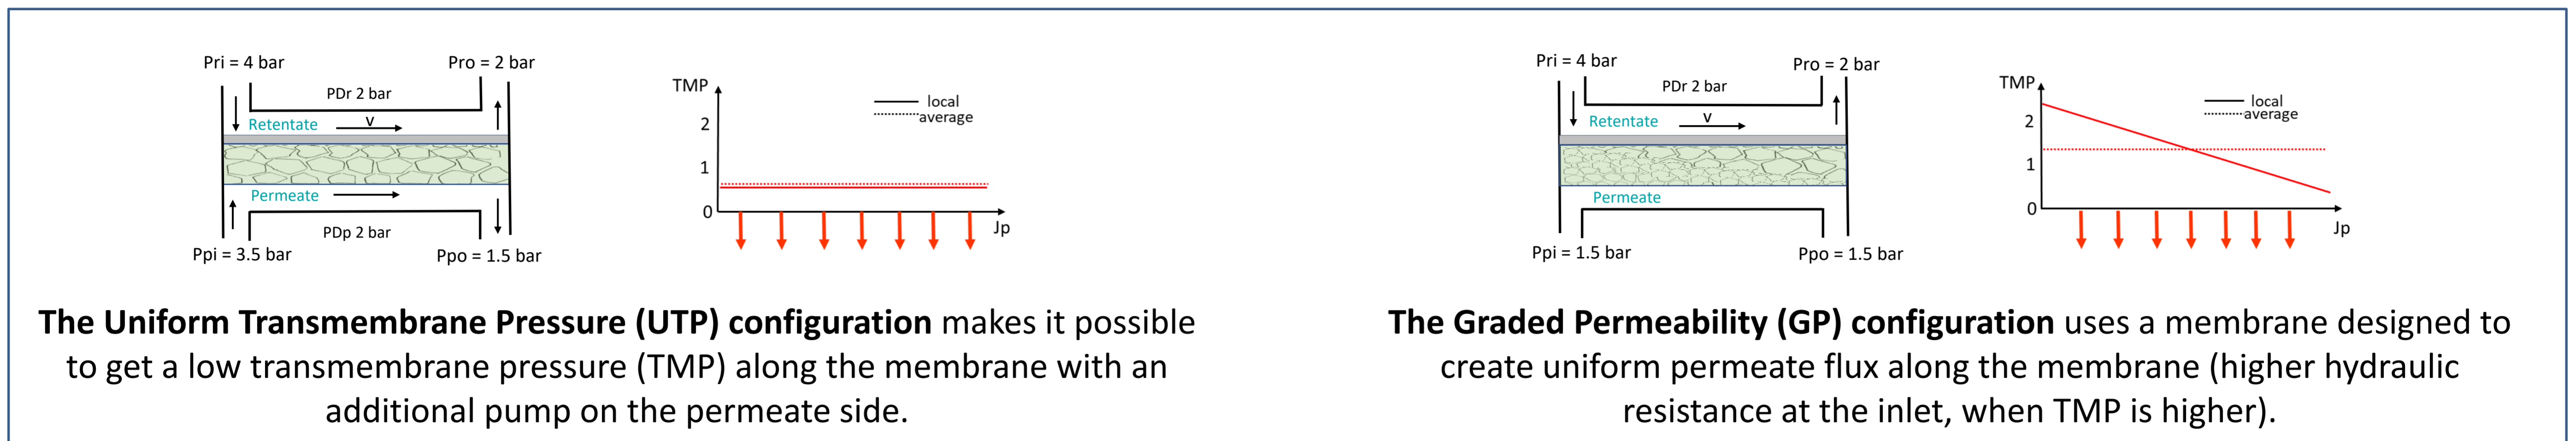 Pri = 4 bar
Pro = 2 bar
PDr 2 bar
Retentate
v
Permeate
PDp 2 bar
Ppi = 3.5 bar
Ppo = 1.5 bar
TMP
2
1
0
local
average
Jp
The Uniform Transmembrane Pressure (UTP) configuration makes it possible
to get a low transmembrane pressure (TMP) along the membrane with an
additional pump on the permeate side.
Pri = 4 bar
Pro = 2 bar
PDr 2 bar
Retentate
v
Permeate
Ppi = 1.5 bar
Ppo = 1.5 bar
TMP
2
1
0
local
average
Jp
The Graded Permeability (GP) configuration uses a membrane designed to
create uniform permeate flux along the membrane (higher hydraulic
resistance at the inlet, when TMP is higher).